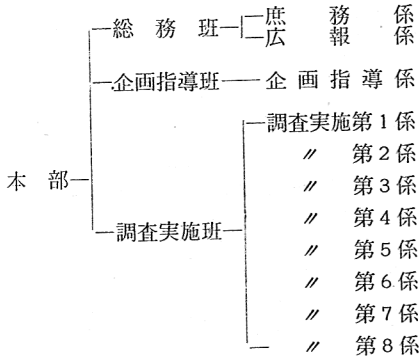 総務班 庶務係
広報係
企画指導班 企画指導係
調査実施第1係
〃 第2係
〃 第3係
本部 〃 第4係
調査実施班 〃 第5係
〃 第6係
〃 第7係
〃 第8係